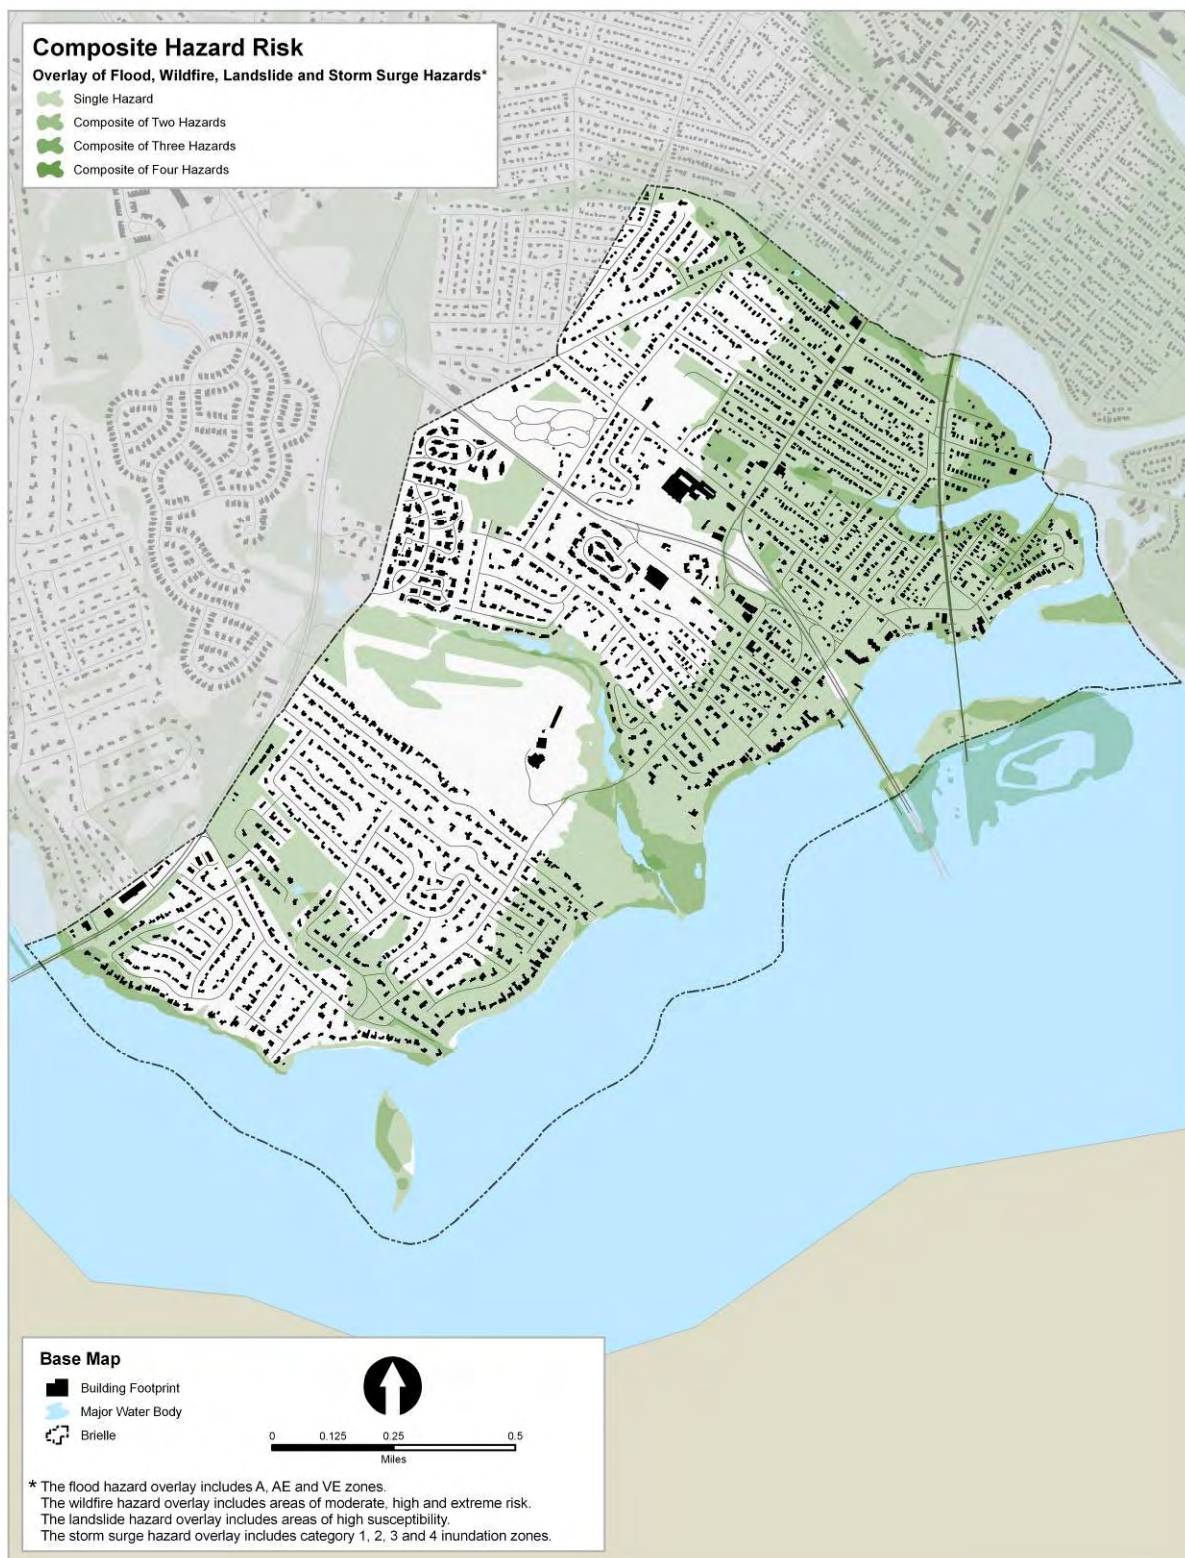 Composite Hazard Risk
Overlay of Flood, Wildfire, Landslide and Storm Surge Hazards*
Single Hazard
Composite of Two Hazards
Composite of Three Hazards
Composite of Four Hazards
Base Map
Building Footprint
Major Water Body
Brielle
0 0.125 0.25 0.5
Miles
* The flood hazard overlay includes A, AE and VE zones.
The wildfire hazard overlay includes areas of moderate, high and extreme risk.
The landslide hazard overlay includes areas of high susceptibility.
The storm surge hazard overlay includes category 1, 2, 3 and 4 inundation zones.